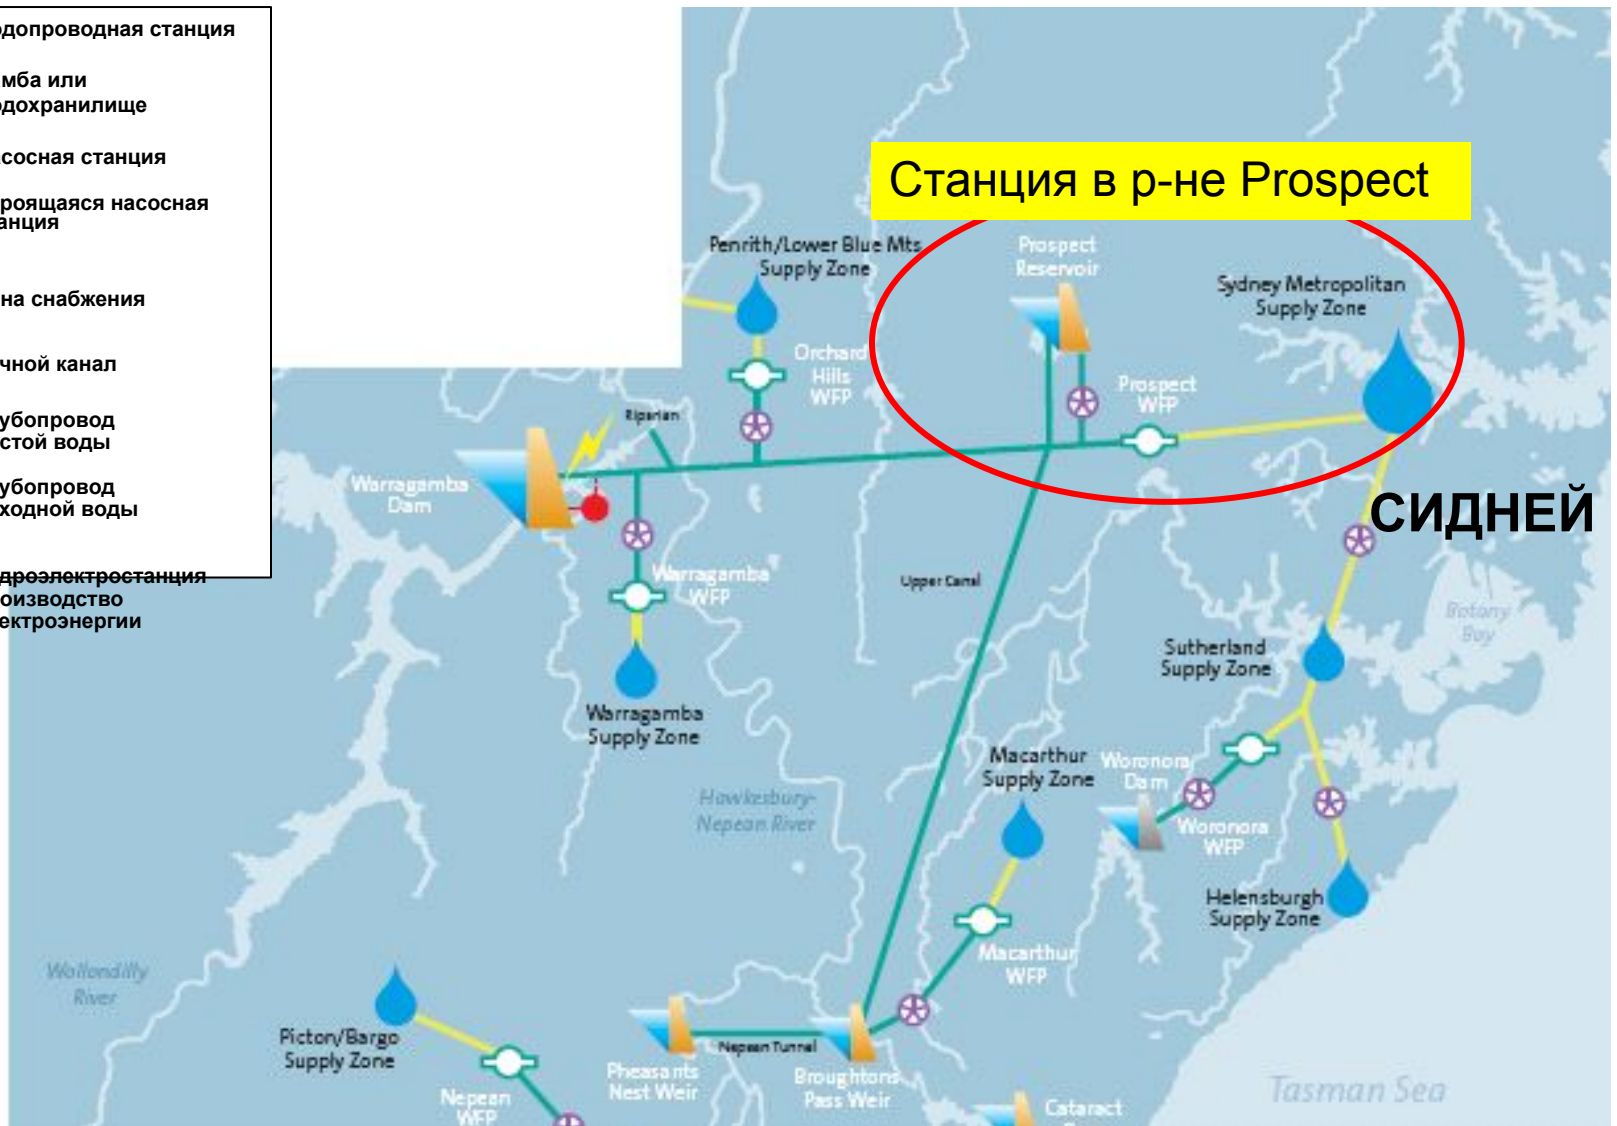 одопроводная станция
мба или
одохранилище
сосная станция
роящаяся насосная
анция
на снабжения
чной канал
убопровод
стой воды
убопровод
ходной воды
дроэлектростанция
оизводство
ектроэнергии
Станция в р-не Prospect
Penrith/Lower Blue Mts
Supply Zone
Prospect
Reservoir
Sydney Metropolitan
Supply Zone
Orchard
Hills
WFP
Prospect
WFP
Riparian
Warragamba
Dam
СИДНЕЙ
Warragamba
WFP
Upper Canal
Botany
Bay
Sutherland
Supply Zone
Warragamba
Supply Zone
Macarthur
Supply Zone
Woronora
Dam
Hawkesbury-
Nepean River
Woronora
WFP
Helensburgh
Supply Zone
Macarthur
WFP
Wollondilly
River
Picton/Bargo
Supply Zone
Nepean Tunnel
Pheasants
Nest Weir
Broughtons
Pass Weir
Nepean
WFP
Cataract
Tasman Sea